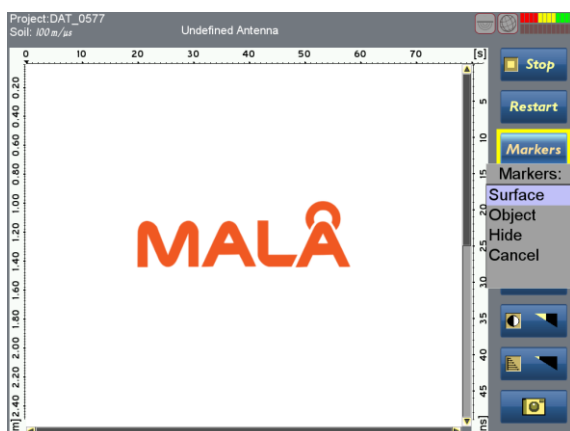 Project:DAT_0577
Soil: 100 m/µs
Undefined Antenna
0 10 20 30 40 50 60 70 [s]
Stop
Restart
Markers
Markers:
Surface
Object
Hide
Cancel
MALÅ
0.20
0.40
0.60
0.80
1.00
1.20
1.40
1.60
1.80
2.00
2.20
2.40
m]
5
10
15
20
25
30
35
40
45
ns]